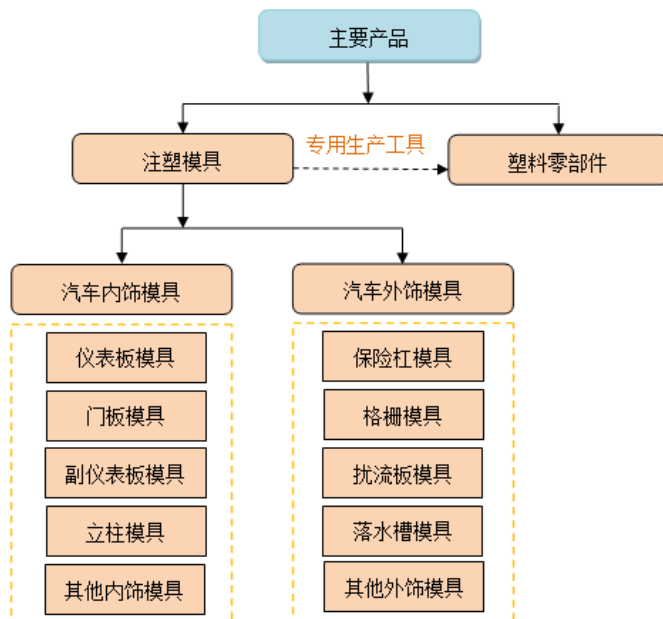 主要产品
注塑模具
专用生产工具
塑料零部件
汽车内饰模具
汽车外饰模具
仪表板模具
保险杠模具
门板模具
格栅模具
副仪表板模具
扰流板模具
立柱模具
落水槽模具
其他内饰模具
其他外饰模具